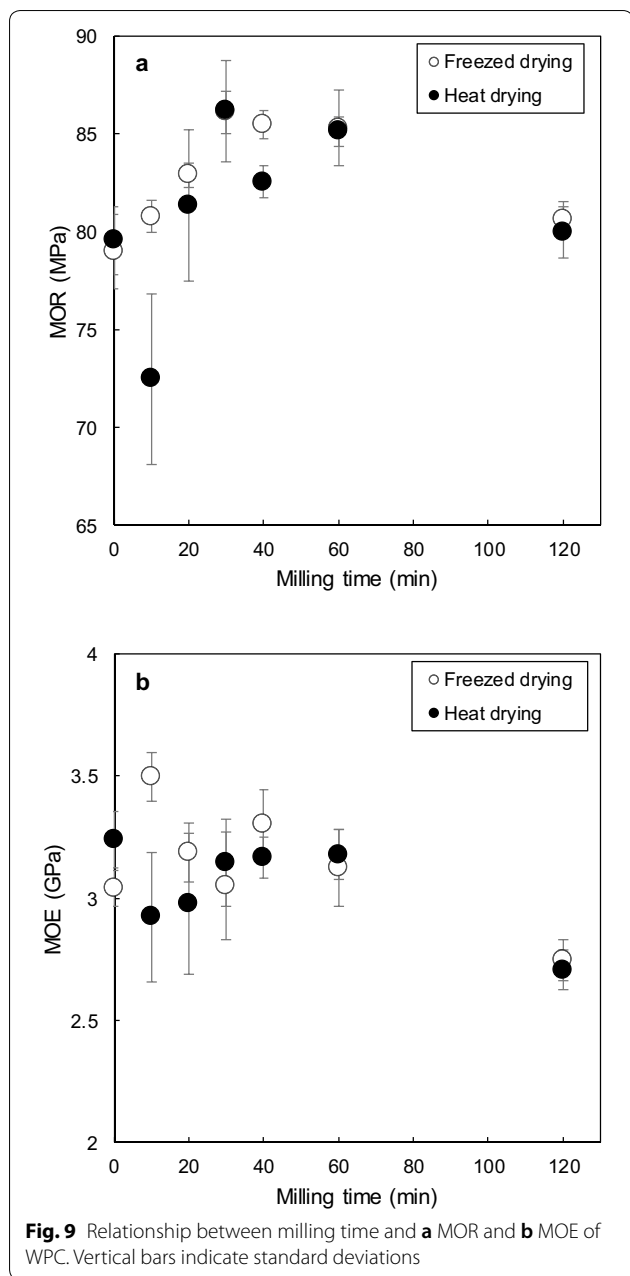 90
85
80
75
70
65
MOR (MPa)
a
Freezed drying
Heat drying
0 20 40 60 80 100 120
Milling time (min)
4
3.5
3
2.5
2
MOE (GPa)
b
Freezed drying
Heat drying
0 20 40 60 80 100 120
Milling time (min)
Fig. 9 Relationship between milling time and a MOR and b MOE of
WPC. Vertical bars indicate standard deviations